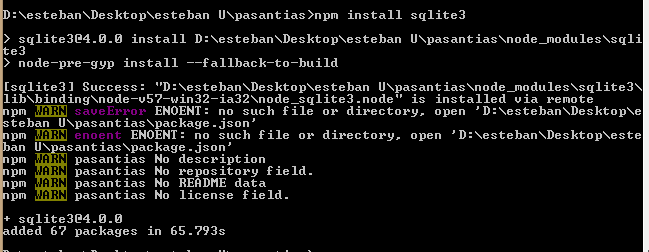 D:\esteban\Desktop\esteban U\pasantias>npm install sqlite3
> sqlite3@4.0.0 install D:\esteban\Desktop\esteban U\pasantias\node_modules\sqli
te3
> node-pre-gyp install --fallback-to-build
[sqlite3] Success: "D:\esteban\Desktop\esteban U\pasantias\node_modules\sqlite3\
lib\binding\node-v57-win32-ia32\node_sqlite3.node" is installed via remote
npm WARN saveError ENOENT: no such file or directory, open 'D:\esteban\Desktop\e
steban U\pasantias\package.json'
npm WARN enoent ENOENT: no such file or directory, open 'D:\esteban\Desktop\este
ban U\pasantias\package.json'
npm WARN pasantias No description
npm WARN pasantias No repository field.
npm WARN pasantias No README data
npm WARN pasantias No license field.
+ sqlite3@4.0.0
added 67 packages in 65.793s